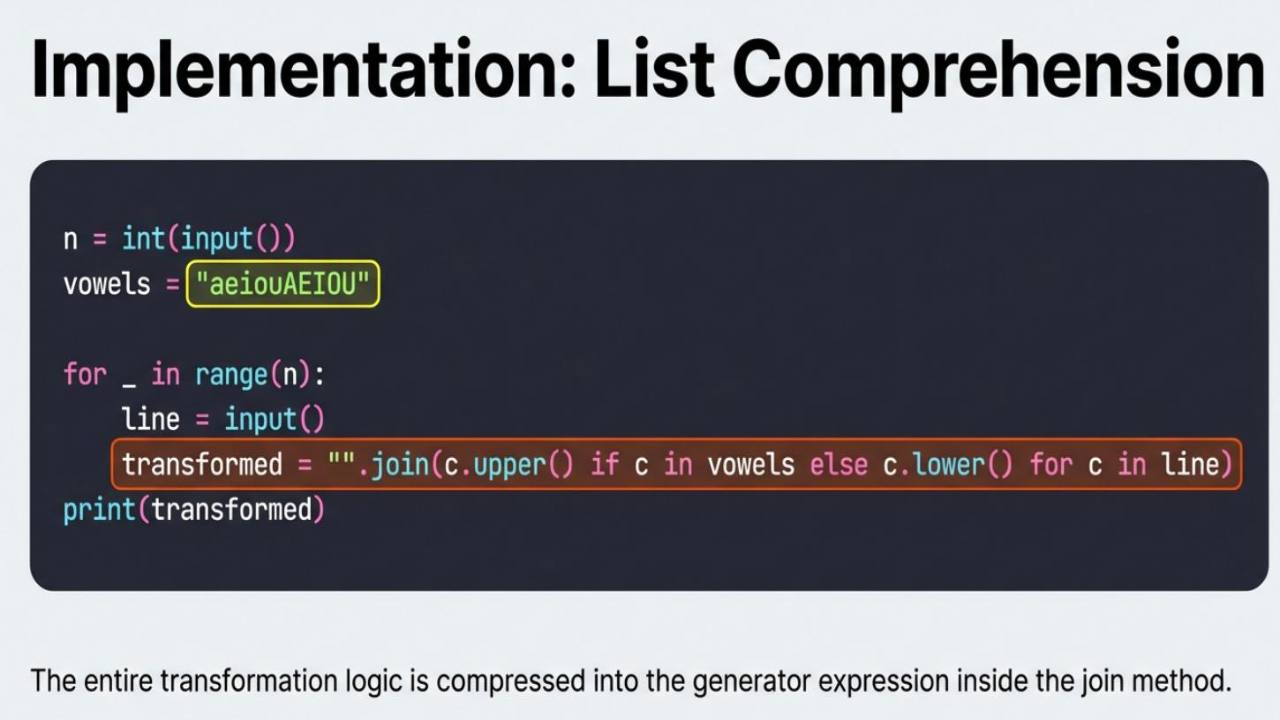 Implementation: List Comprehension
n = int(input())
vowels = "aeiouAEIOU"
for _ in range(n):
    line = input()
    transformed = "".join(c.upper() if c in vowels else c.lower() for c in line)
print(transformed)
The entire transformation logic is compressed into the generator expression inside the join method.